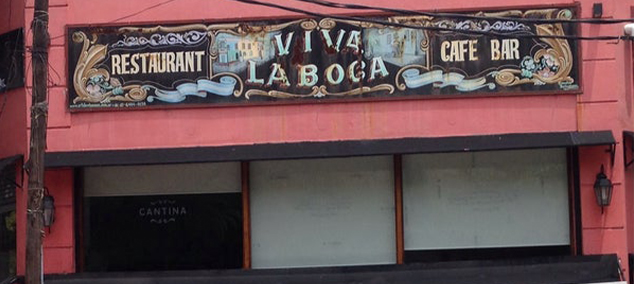 RESTAURANT
VIVA
LA BOCA
CAFE BAR
CANTINA